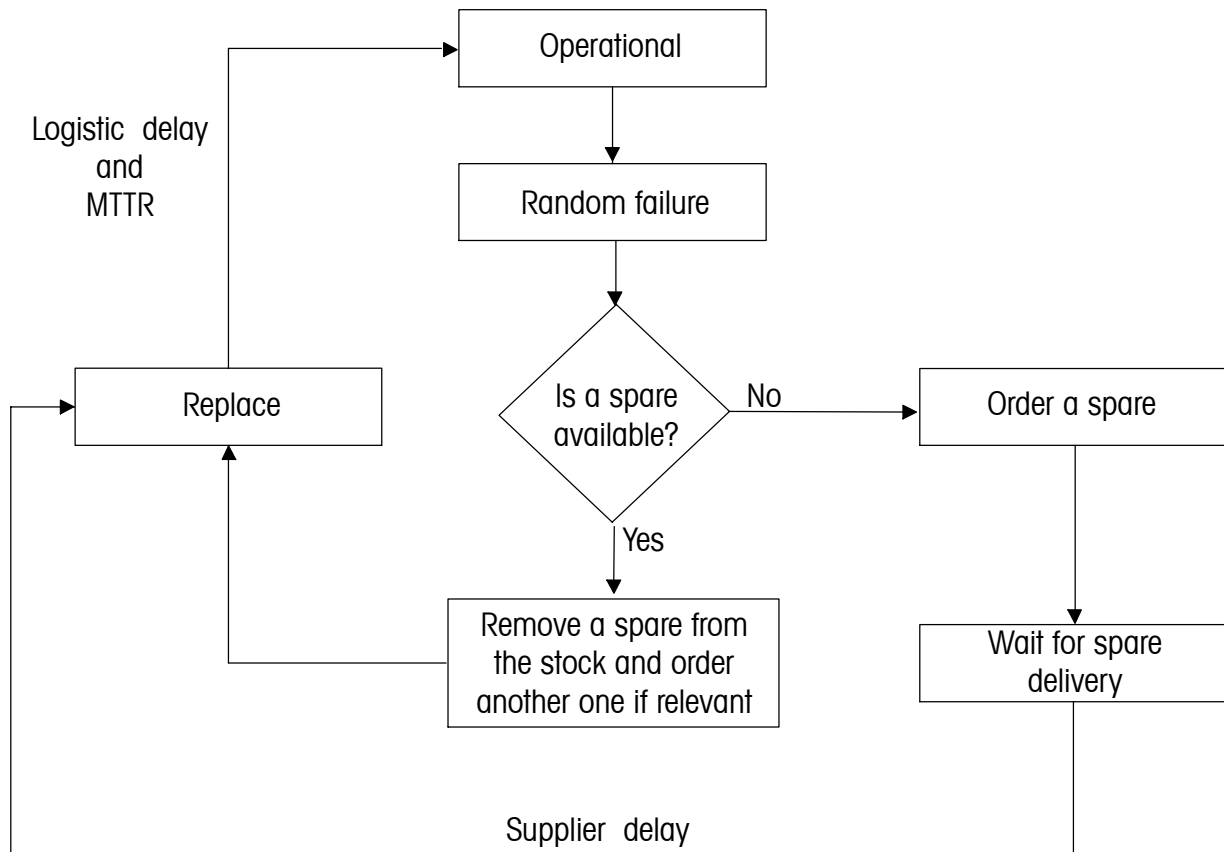 Operational
Logistic delay
and
MTTR
Random failure
Replace
Is a spare
available?
No
Order a spare
Yes
Remove a spare from
the stock and order
another one if relevant
Wait for spare
delivery
Supplier delay